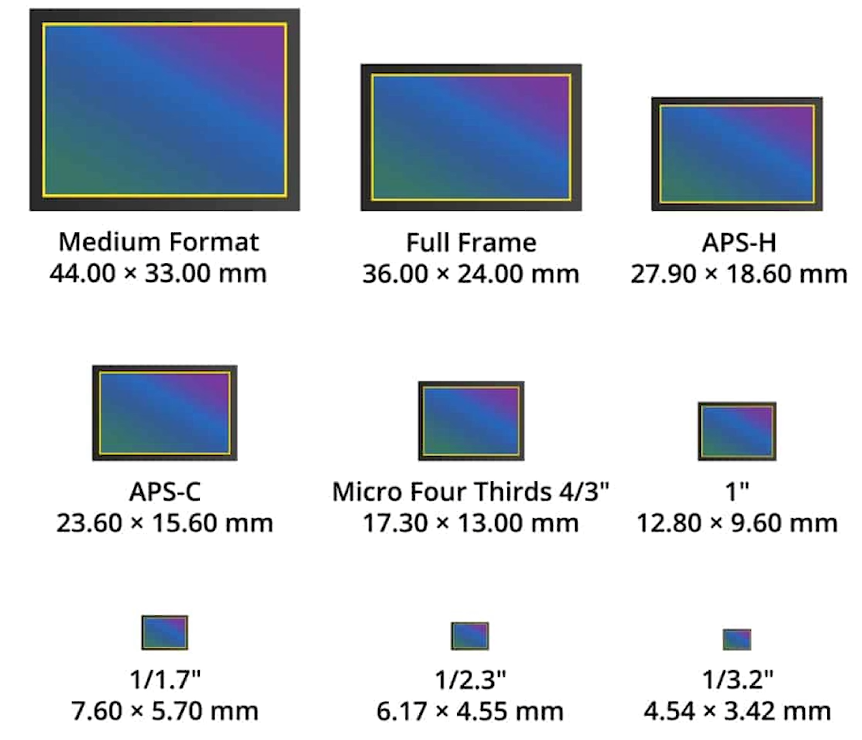 Medium Format
44.00 × 33.00 mm
Full Frame
36.00 × 24.00 mm
APS-H
27.90 × 18.60 mm
APS-C
23.60 × 15.60 mm
Micro Four Thirds 4/3"
17.30 × 13.00 mm
1"
12.80 × 9.60 mm
1/1.7"
7.60 × 5.70 mm
1/2.3"
6.17 × 4.55 mm
1/3.2"
4.54 × 3.42 mm